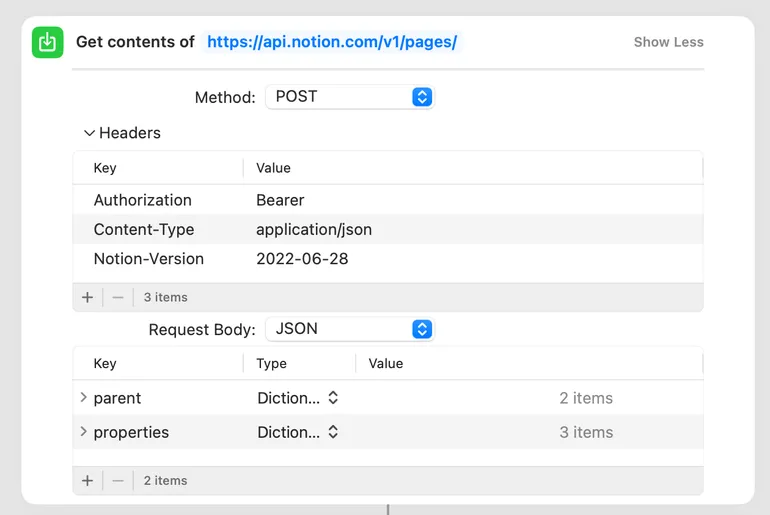 Get contents of https://api.notion.com/v1/pages/ Show Less
Method: POST
Headers
Key Value
Authorization Bearer
Content-Type application/json
Notion-Version 2022-06-28
+ − 3 items
Request Body: JSON
Key Type Value
parent Diction... 2 items
properties Diction... 3 items
+ − 2 items